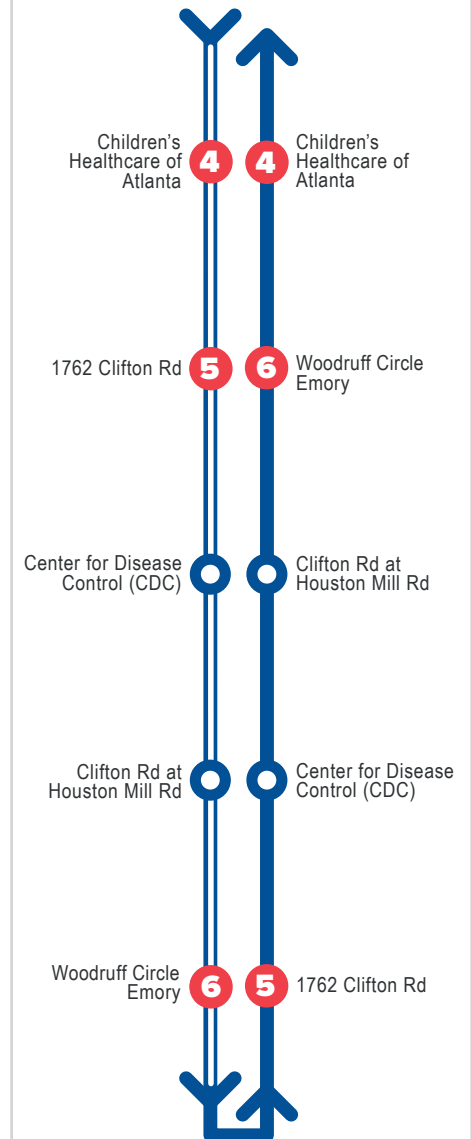 Children’s
Healthcare of
Atlanta
4
4
Children’s
Healthcare of
Atlanta
1762 Clifton Rd
5
6
Woodruff Circle
Emory
Center for Disease
Control (CDC)
Clifton Rd at
Houston Mill Rd
Clifton Rd at
Houston Mill Rd
Center for Disease
Control (CDC)
Woodruff Circle
Emory
6
5
1762 Clifton Rd